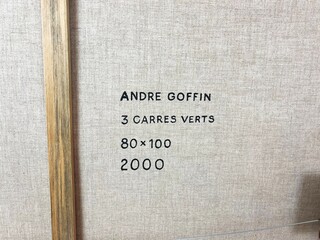 ANDRE GOFFIN
3 CARRES VERTS
80×100
2000